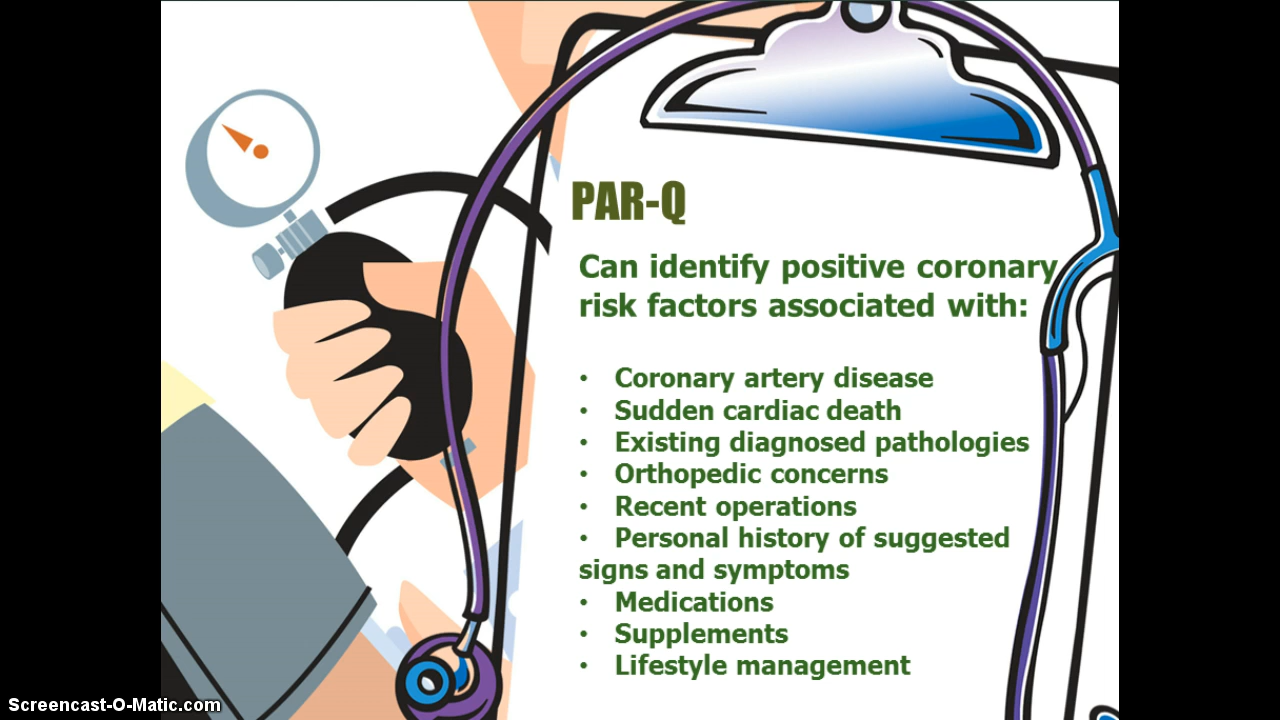 PAR-Q
Can identify positive coronary
risk factors associated with:
• Coronary artery disease
• Sudden cardiac death
• Existing diagnosed pathologies
• Orthopedic concerns
• Recent operations
• Personal history of suggested
signs and symptoms
• Medications
• Supplements
• Lifestyle management
Screencast-O-Matic.com